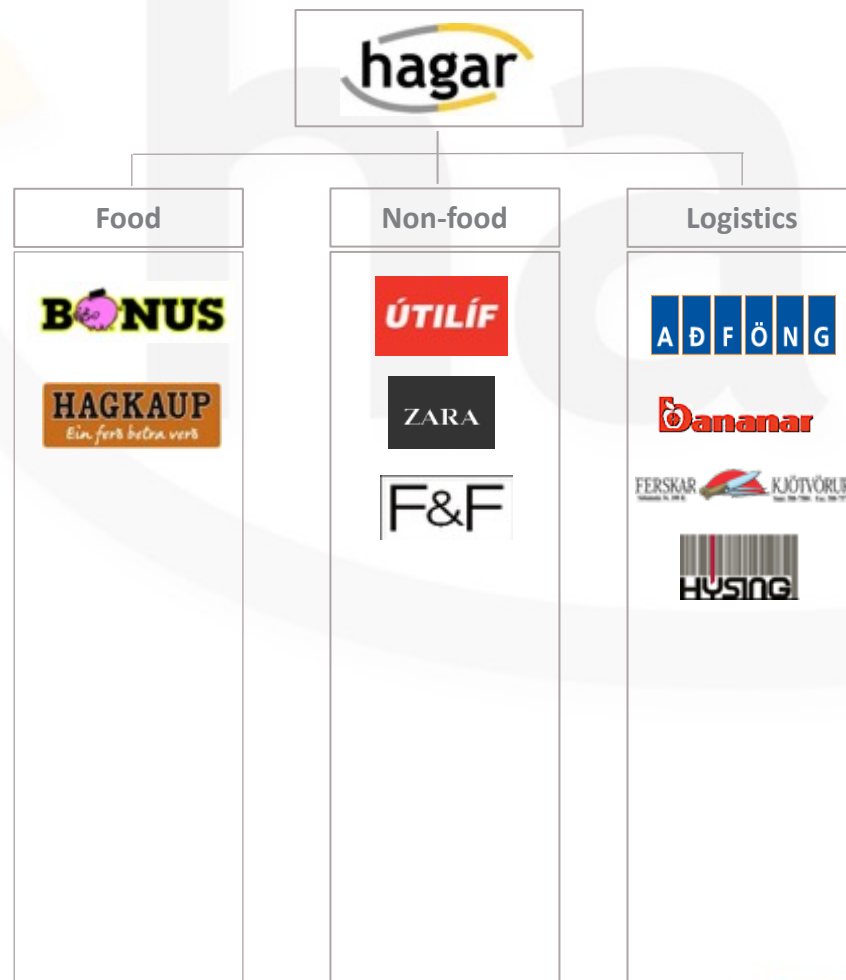 hagar
Food
Non-food
Logistics
BONUS
HAGKAUP
Ein ferð betra verð
ÚTILÍF
ZARA
F&F
AÐFÖNG
Bananar
FERSKAR KJÖTVÖRUR
HÝSING